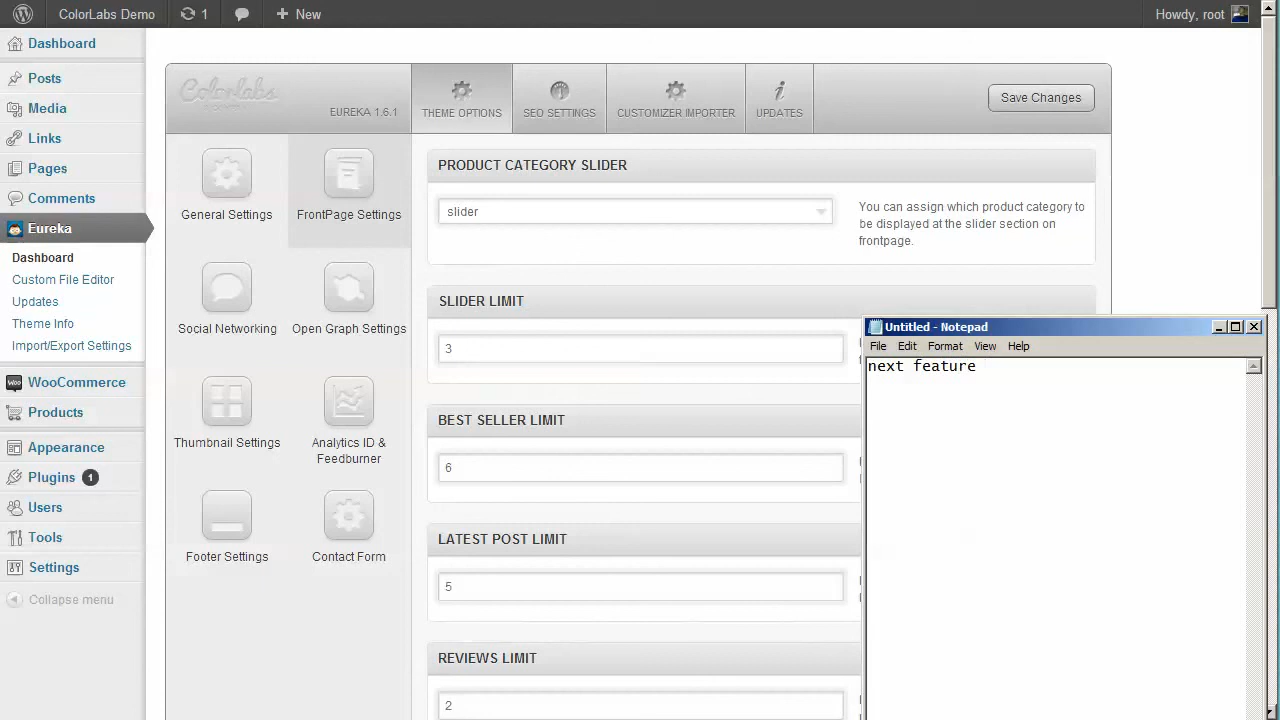 ColorLabs Demo
1
New
Howdy, root
Dashboard
Posts
Media
Links
Pages
Comments
Eureka
Dashboard
Custom File Editor
Updates
Theme Info
Import/Export Settings
WooCommerce
Products
Appearance
Plugins 1
Users
Tools
Settings
Collapse menu
Colorlabs
EUREKA 1.6.1
THEME OPTIONS
SEO SETTINGS
CUSTOMIZER IMPORTER
UPDATES
Save Changes
General Settings
FrontPage Settings
Social Networking
Open Graph Settings
Thumbnail Settings
Analytics ID &
Feedburner
Footer Settings
Contact Form
PRODUCT CATEGORY SLIDER
slider
You can assign which product category to
be displayed at the slider section on
frontpage.
SLIDER LIMIT
3
BEST SELLER LIMIT
6
LATEST POST LIMIT
5
REVIEWS LIMIT
2
Untitled - Notepad
File Edit Format View Help
next feature